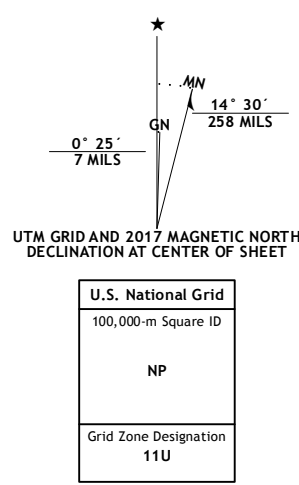 ★
MN
GN
14° 30´
258 MILS
0° 25´
7 MILS
UTM GRID AND 2017 MAGNETIC NORTH
DECLINATION AT CENTER OF SHEET
U.S. National Grid
100,000-m Square ID
NP
Grid Zone Designation
11U